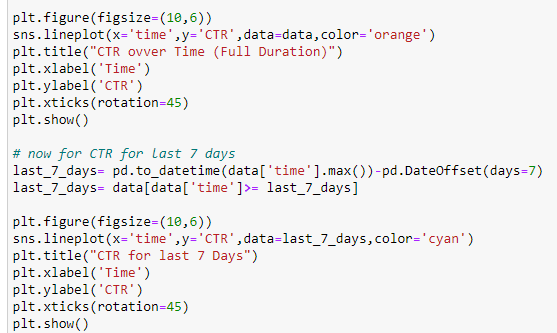 plt.figure(figsize=(10,6))
sns.lineplot(x='time',y='CTR',data=data,color='orange')
plt.title("CTR ovver Time (Full Duration)")
plt.xlabel('Time')
plt.ylabel('CTR')
plt.xticks(rotation=45)
plt.show()

# now for CTR for last 7 days
last_7_days= pd.to_datetime(data['time'].max())-pd.DateOffset(days=7)
last_7_days= data[data['time']>= last_7_days]

plt.figure(figsize=(10,6))
sns.lineplot(x='time',y='CTR',data=last_7_days,color='cyan')
plt.title("CTR for last 7 Days")
plt.xlabel('Time')
plt.ylabel('CTR')
plt.xticks(rotation=45)
plt.show()